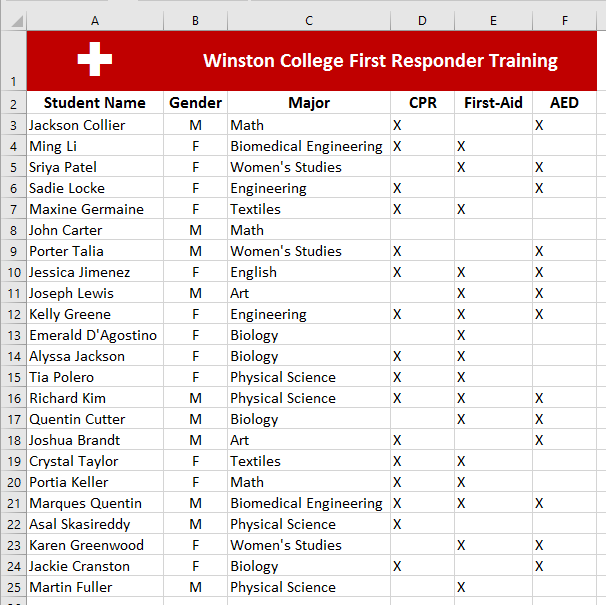 A B C D E F
1 Winston College First Responder Training
2 Student Name Gender Major CPR First-Aid AED
3 Jackson Collier M Math X X
4 Ming Li F Biomedical Engineering X X
5 Sriya Patel F Women's Studies X X
6 Sadie Locke F Engineering X X
7 Maxine Germaine F Textiles X X
8 John Carter M Math
9 Porter Talia M Women's Studies X X
10 Jessica Jimenez F English X X X
11 Joseph Lewis M Art X X
12 Kelly Greene F Engineering X X X
13 Emerald D'Agostino F Biology X
14 Alyssa Jackson F Biology X X
15 Tia Polero F Physical Science X X
16 Richard Kim M Physical Science X X X
17 Quentin Cutter M Biology X X
18 Joshua Brandt M Art X X
19 Crystal Taylor F Textiles X X
20 Portia Keller F Math X X
21 Marques Quentin M Biomedical Engineering X X X
22 Asal Skasireddy M Physical Science X
23 Karen Greenwood F Women's Studies X X
24 Jackie Cranston F Biology X X
25 Martin Fuller M Physical Science X